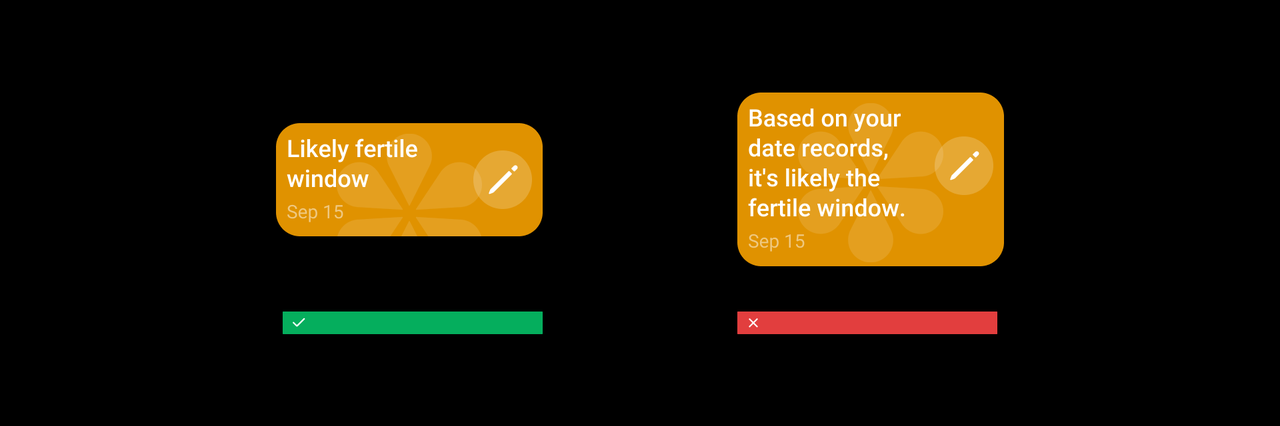 Likely fertile
window
Sep 15
Based on your
date records,
it's likely the
fertile window.
Sep 15